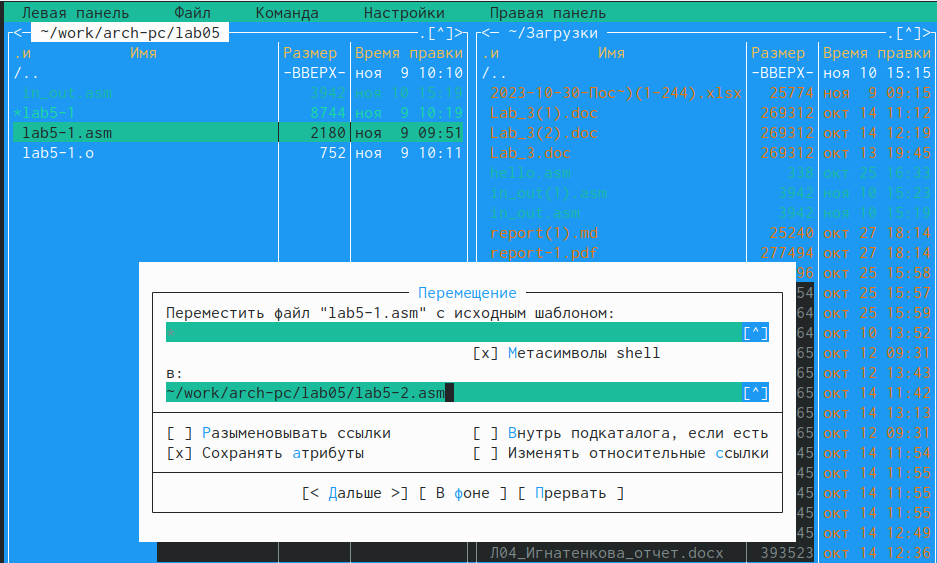 Левая панель Файл Команда Настройки Правая панель
<─ ~/work/arch-pc/lab05 .[^]> <─ ~/Загрузки .[^]>
.и Имя Размер Время правки .и Имя Размер Время правки
/.. -ВВЕРХ- ноя 9 10:10 /.. -ВВЕРХ- ноя 10 15:15
in_out.asm 3942 ноя 10 15:19 2023-10-30-Пос~)(1-244).xlsx 25774 ноя 9 09:15
*lab5-1 8744 ноя 9 10:19 Lab_3(1).doc 269312 окт 14 11:12
lab5-1.asm 2180 ноя 9 09:51 Lab_3(2).doc 269312 окт 14 12:19
lab5-1.o 752 ноя 9 10:11 Lab_3.doc 269312 окт 13 19:45
hello.asm 338 окт 25 16:33
in_out(1).asm 3942 ноя 10 15:23
in_out.asm 3942 ноя 10 15:19
report(1).md 25240 окт 27 18:14
report-1.pdf 277494 окт 27 18:14
96 окт 25 15:58
Перемещение 54 окт 25 15:57
Переместить файл "lab5-1.asm" с исходным шаблоном: 64 окт 25 15:59
* [^] 64 окт 10 13:52
[x] Метасимволы shell 65 окт 12 09:31
в: 65 окт 12 13:43
~/work/arch-pc/lab05/lab5-2.asm [^] 65 окт 14 11:42
65 окт 14 13:13
[ ] Разыменовывать ссылки [ ] Внутрь подкаталога, если есть 65 окт 12 09:31
[x] Сохранять атрибуты [ ] Изменять относительные ссылки 45 окт 14 11:54
45 окт 14 11:55
[< Дальше >] [ В фоне ] [ Прервать ] 45 окт 14 11:55
45 окт 14 11:55
45 окт 14 12:49
Л04_Игнатенкова_отчет.docx 393523 окт 14 12:36